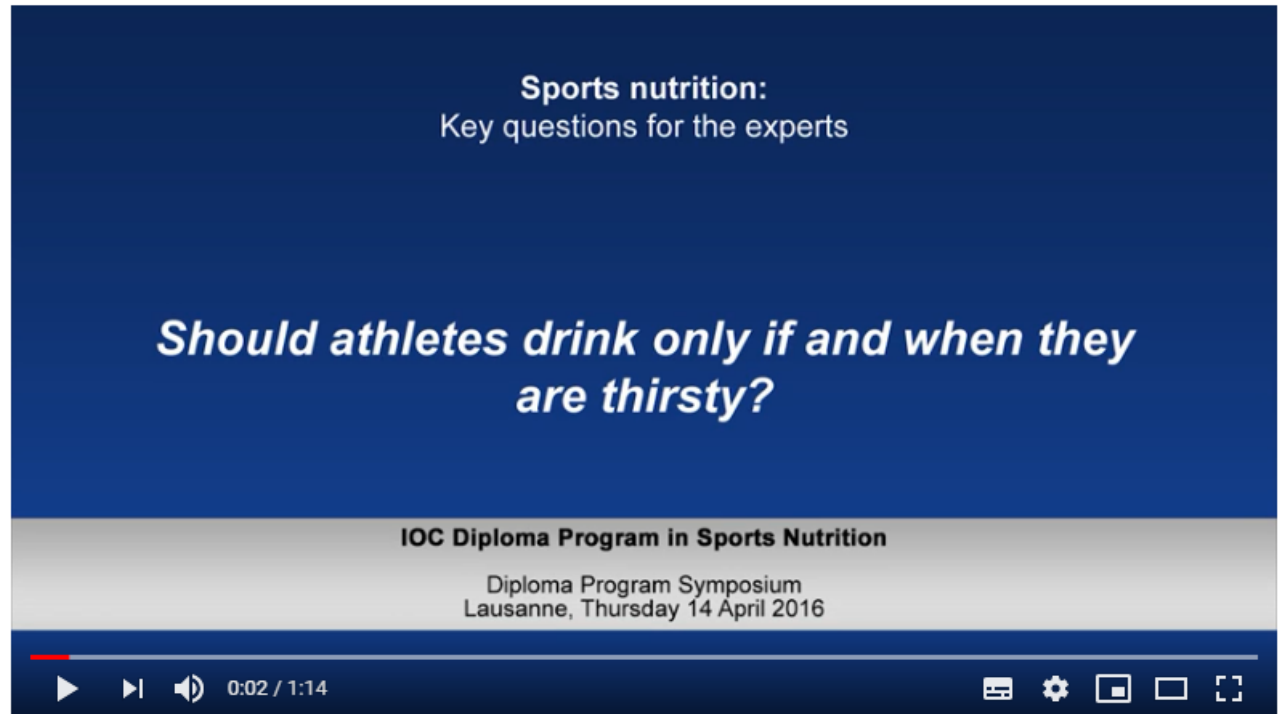 Sports nutrition:
Key questions for the experts
Should athletes drink only if and when they
are thirsty?
IOC Diploma Program in Sports Nutrition
Diploma Program Symposium
Lausanne, Thursday 14 April 2016
0:02 / 1:14